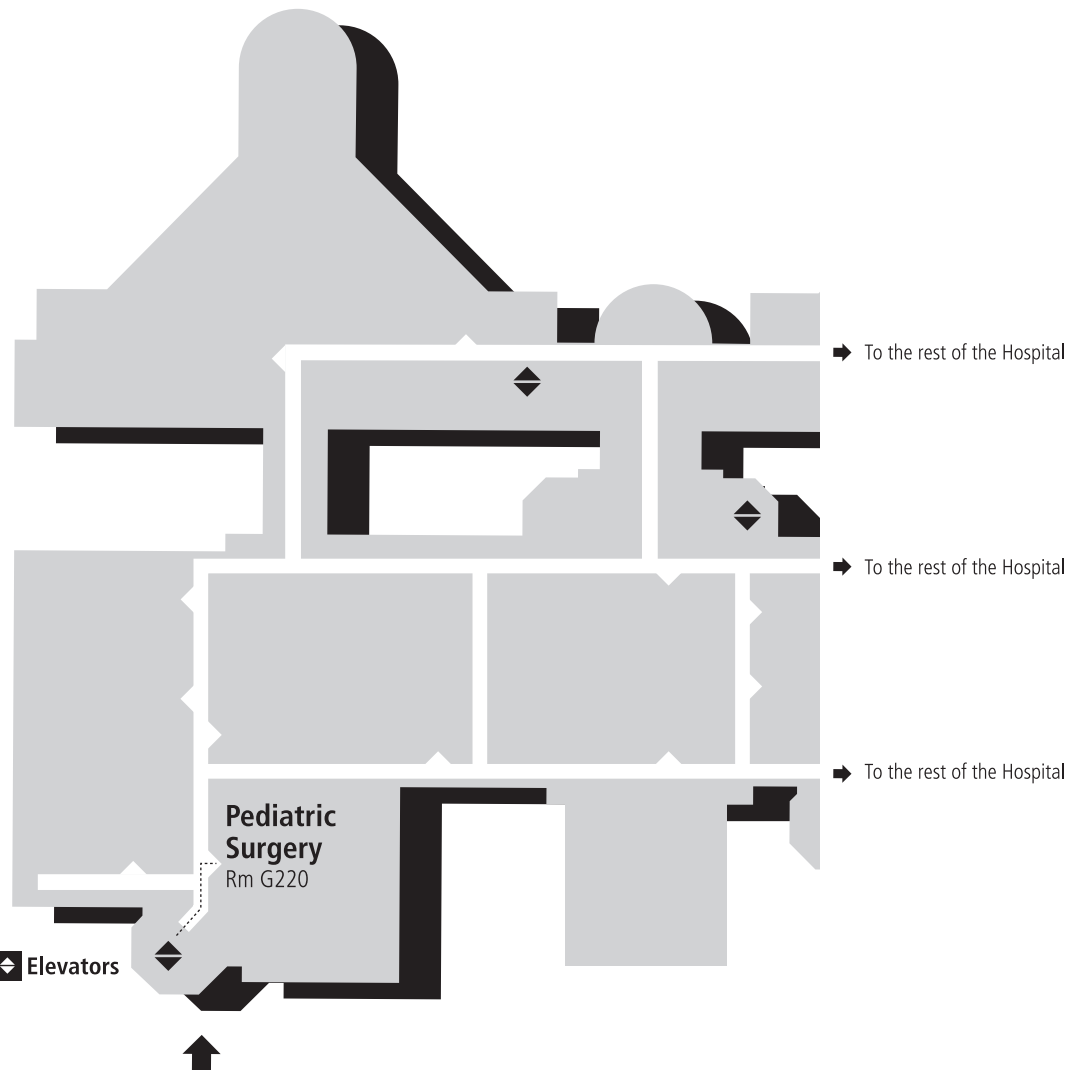 To the rest of the Hospital
To the rest of the Hospital
To the rest of the Hospital
Pediatric
Surgery
Rm G220
Elevators